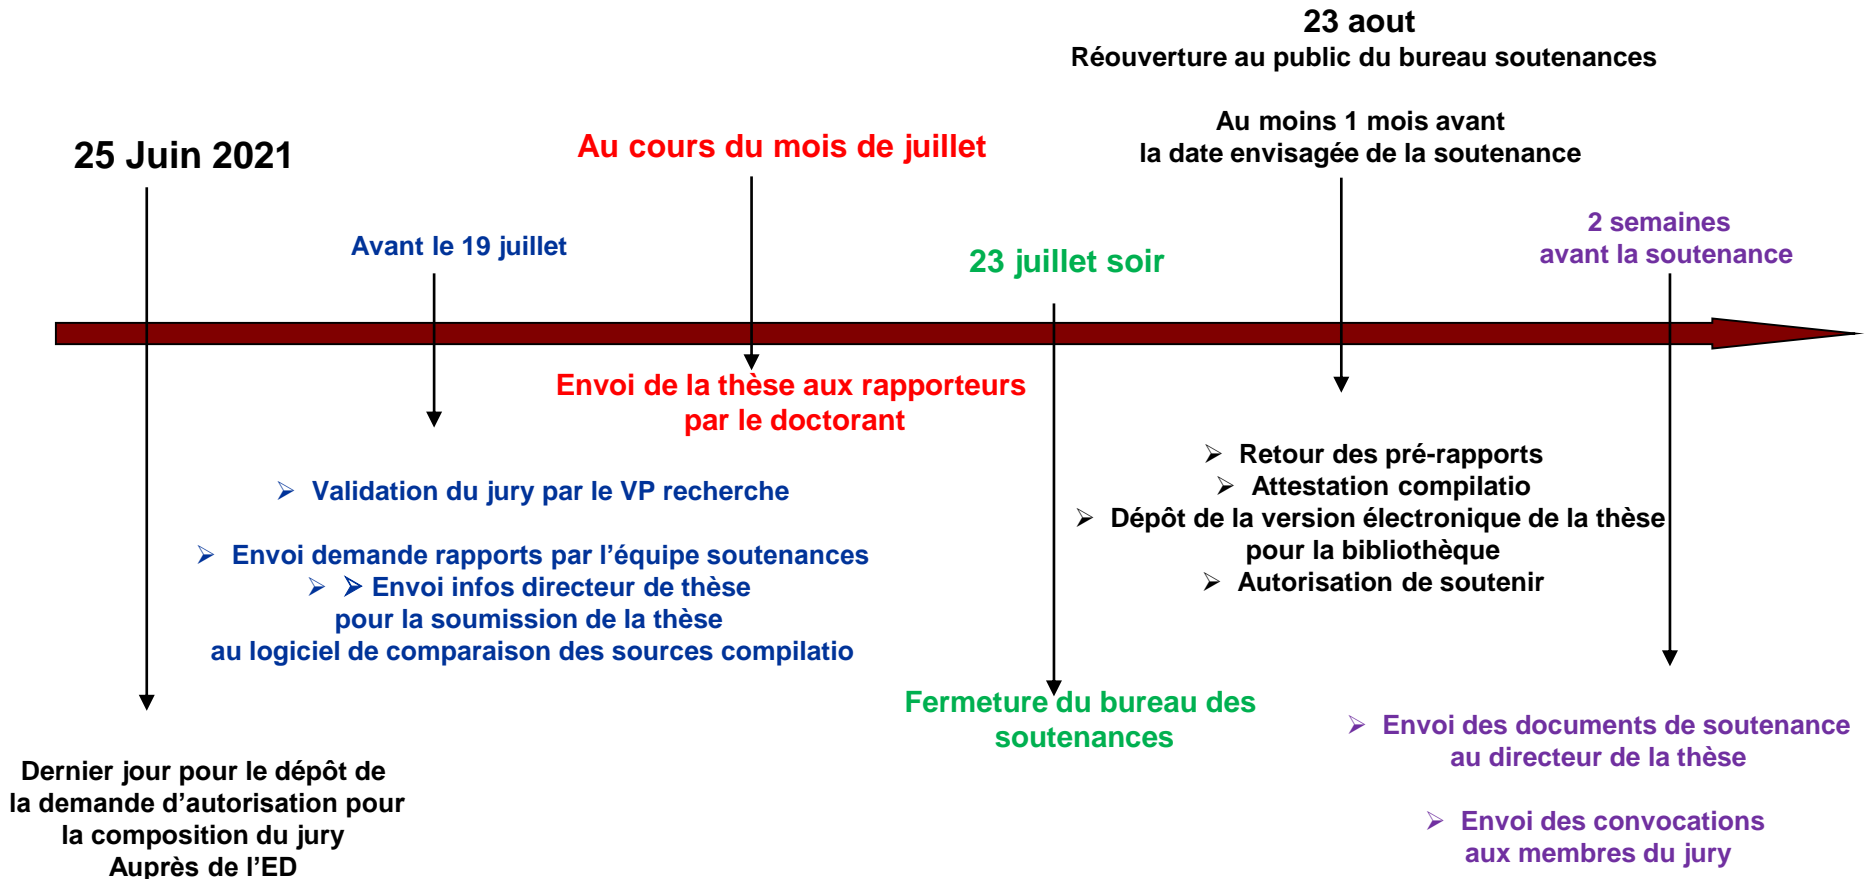 25 Juin 2021
Avant le 19 juillet
Au cours du mois de juillet
23 juillet soir
23 aout
Réouverture au public du bureau soutenances
Au moins 1 mois avant
la date envisagée de la soutenance
2 semaines
avant la soutenance
Dernier jour pour le dépôt de
la demande d'autorisation pour
la composition du jury
Auprès de l'ED
➢ Validation du jury par le VP recherche
➢ Envoi demande rapports par l'équipe soutenances
➢ ➢ Envoi infos directeur de thèse
pour la soumission de la thèse
au logiciel de comparaison des sources compilatio
Envoi de la thèse aux rapporteurs
par le doctorant
Fermeture du bureau des
soutenances
➢ Retour des pré-rapports
➢ Attestation compilatio
➢ Dépôt de la version électronique de la thèse
pour la bibliothèque
➢ Autorisation de soutenir
➢ Envoi des documents de soutenance
au directeur de la thèse
➢ Envoi des convocations
aux membres du jury